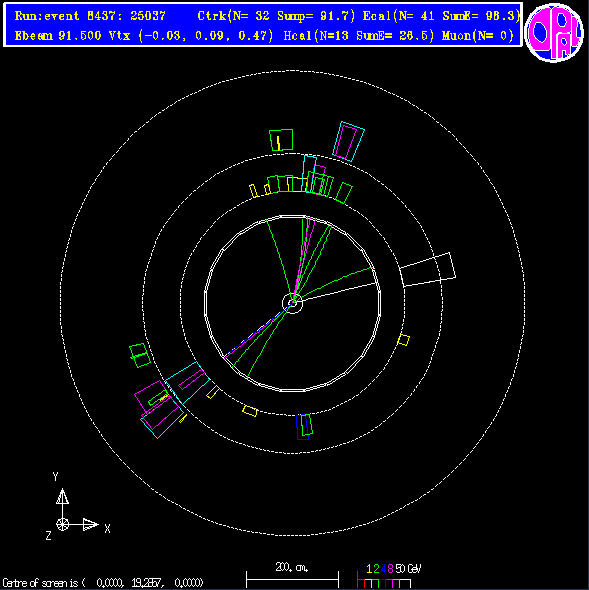 Run:event 8437: 25037 Ctrk(N= 32 Sump= 91.7) Ecal(N= 41 SumE= 98.3)
Ebeam 91.500 Vtx (-0.03, 0.09, 0.47) Hcal(N=13 SumE= 26.5) Muon(N= 0)
OPAL
Y
X
Z
200. cm.
1 2 4 8 50 GeV
Centre of screen is ( 0.0000, 19.2857, 0.0000)